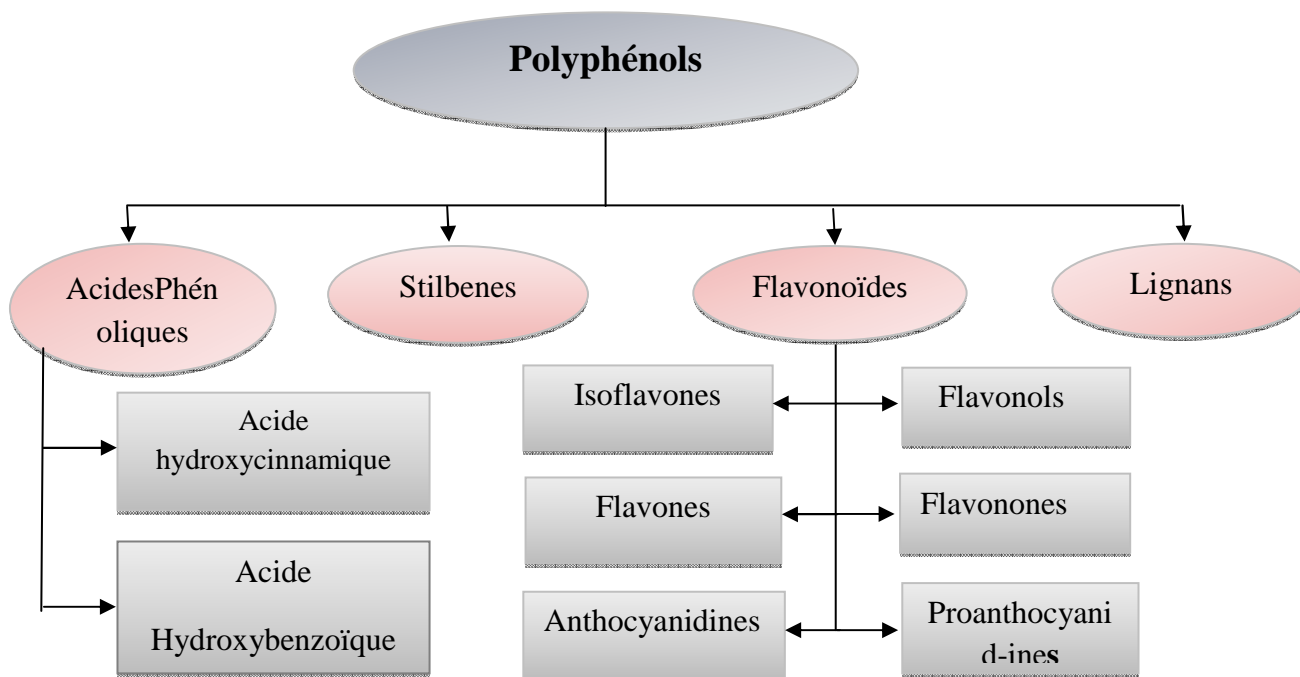 Polyphénols
AcidesPhén
oliques
Stilbenes
Flavonoïdes
Lignans
Acide
hydroxycinnamique
Acide
Hydroxybenzoïque
Isoflavones
Flavonols
Flavones
Flavonones
Anthocyanidines
Proanthocyani
d-ines